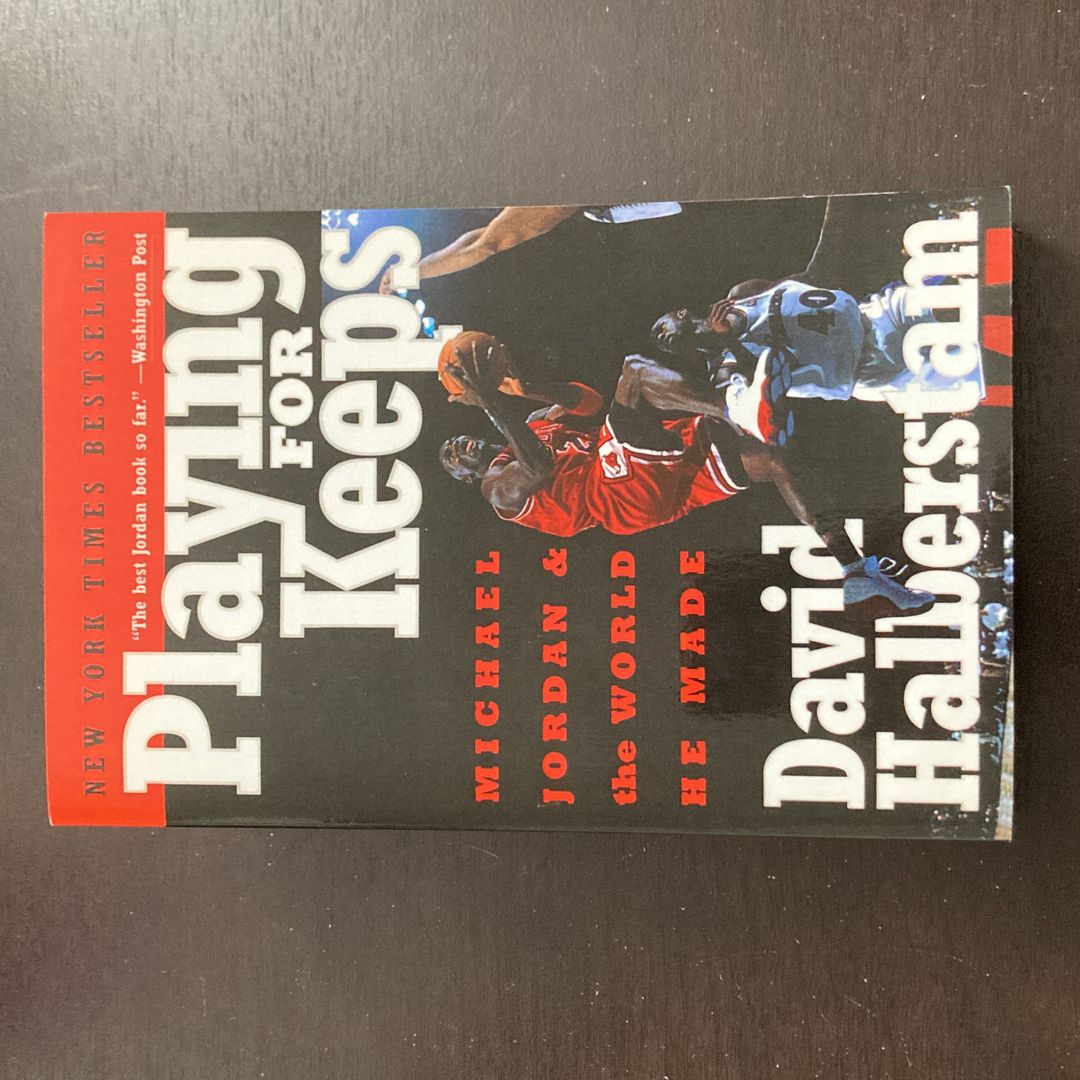 NEW YORK TIMES BESTSELLER
“The best Jordan book so far.” —Washington Post
Playing
FOR
Keeps
MICHAEL
JORDAN &
the WORLD
HE MADE
David
Halberstam
40